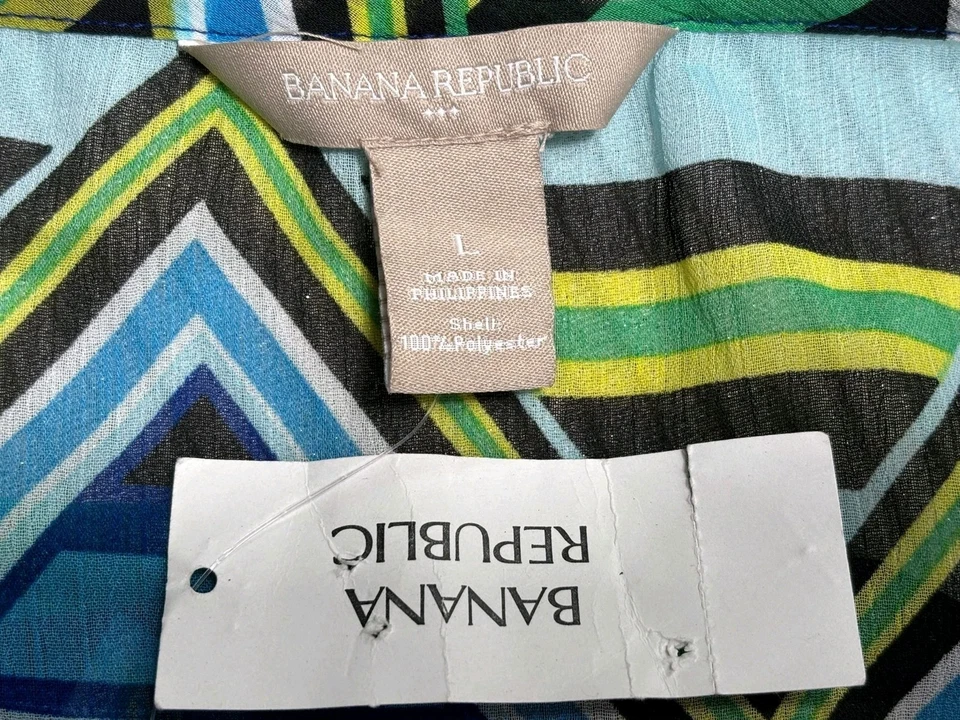 BANANA REPUBLIC
L
MADE IN
PHILIPPINES
Shell:
100%Polyester
BANANA
REPUBLIC